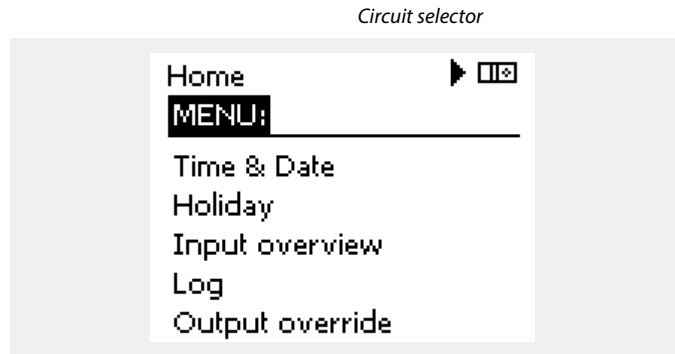 Circuit selector
Home
MENU:
Time & Date
Holiday
Input overview
Log
Output override